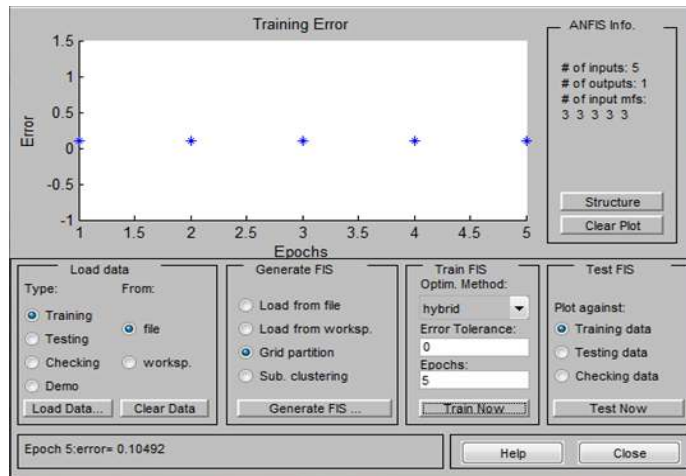 Training Error
1.5
1
0.5
0
-0.5
-1
Error
1 1.5 2 2.5 3 3.5 4 4.5 5
Epochs
ANFIS Info.
# of inputs: 5
# of outputs: 1
# of input mfs:
3 3 3 3 3
Structure
Clear Plot
Load data
Type: From:
Training
Testing
Checking
Demo
file
worksp.
Load Data... Clear Data
Generate FIS
Load from file
Load from worksp.
Grid partition
Sub. clustering
Generate FIS ...
Train FIS
Optim. Method:
hybrid
Error Tolerance:
0
Epochs:
5
Train Now
Test FIS
Plot against:
Training data
Testing data
Checking data
Test Now
Epoch 5:error= 0.10492
Help Close